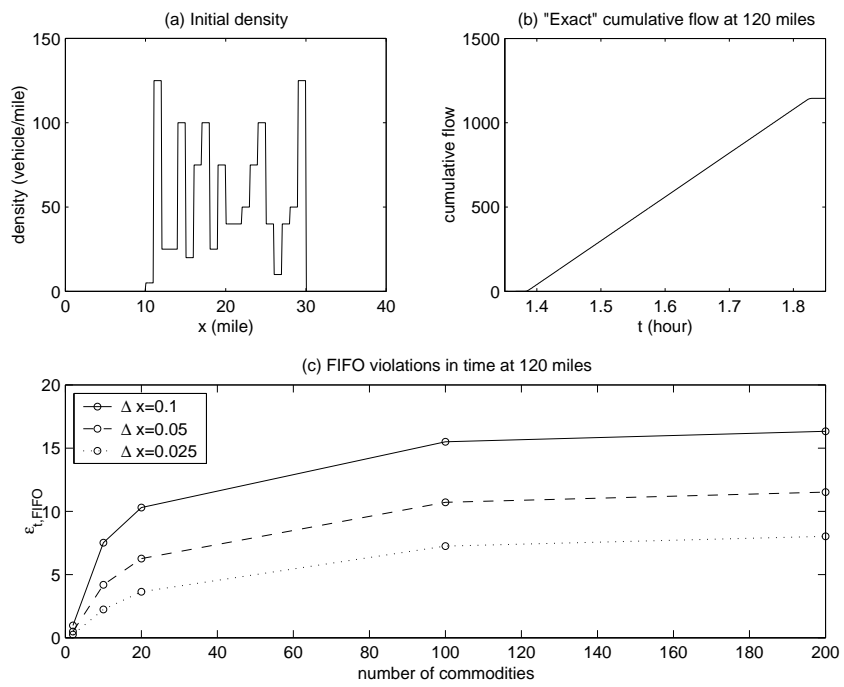 (a) Initial density
150
100
50
0
density (vehicle/mile)
0 10 20 30 40
x (mile)
(b) "Exact" cumulative flow at 120 miles
1500
1000
500
0
cumulative flow
1.4 1.5 1.6 1.7 1.8
t (hour)
(c) FIFO violations in time at 120 miles
20
15
10
5
0
ε t,FIFO
Δ x=0.1
Δ x=0.05
Δ x=0.025
0 20 40 60 80 100 120 140 160 180 200
number of commodities